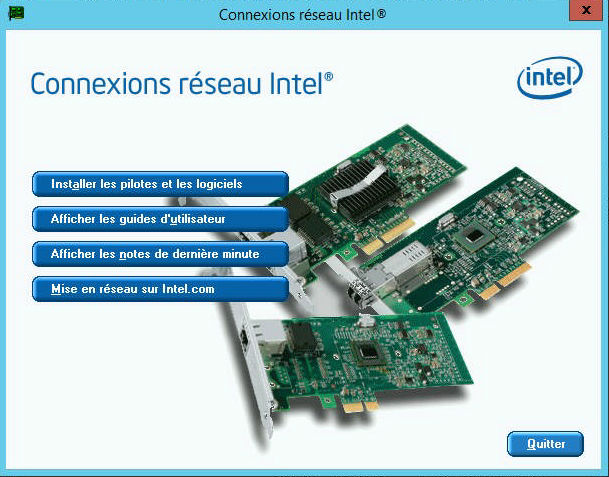 Connexions réseau Intel®
x
Connexions réseau Intel®
intel
Installer les pilotes et les logiciels
Afficher les guides d'utilisateur
Afficher les notes de dernière minute
Mise en réseau sur Intel.com
Quitter